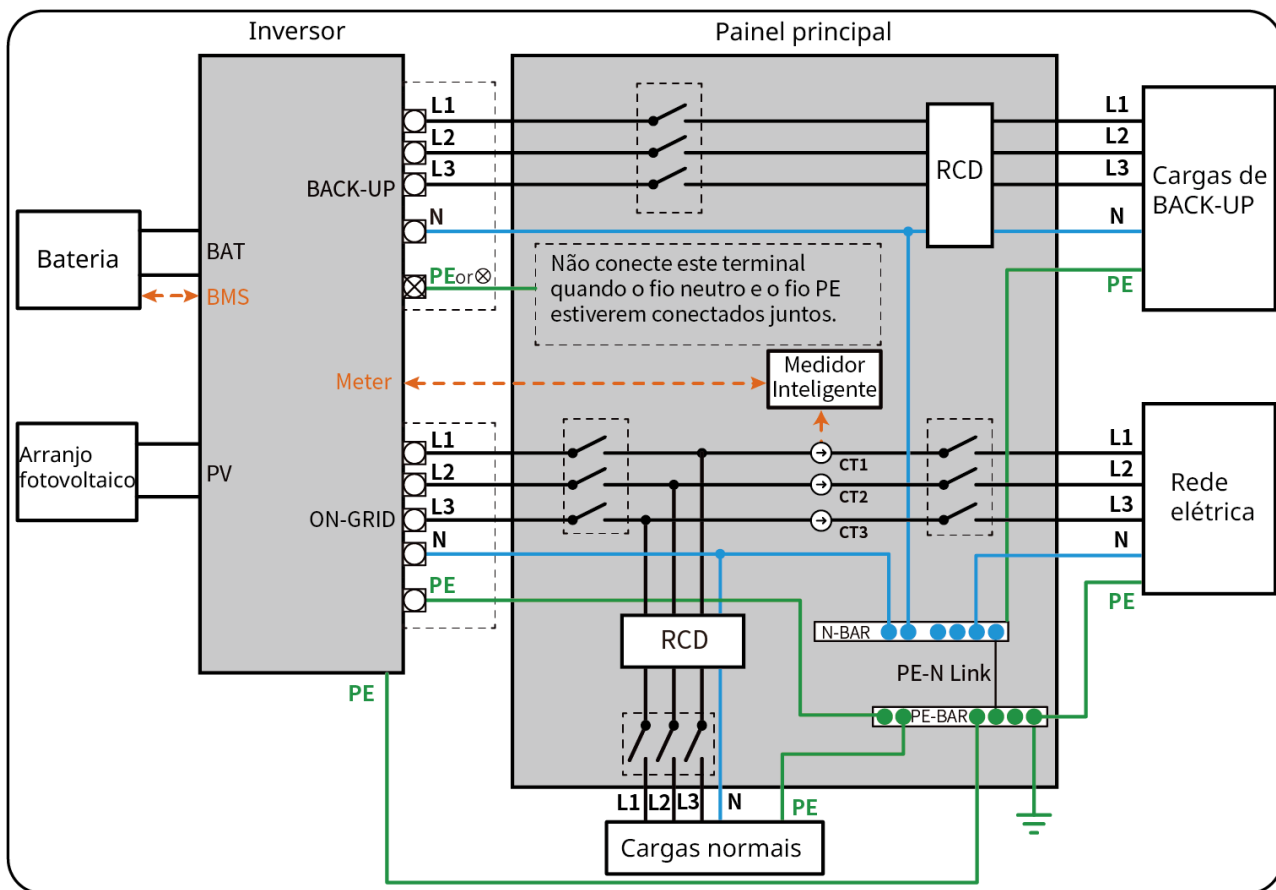 Inversor
Painel principal
L1
L2
L3
BACK-UP
N
PEor⊗
RCD
L1
L2
L3
N
PE
Cargas de
BACK-UP
Bateria
BAT
BMS
Não conecte este terminal
quando o fio neutro e o fio PE
estiverem conectados juntos.
Meter
Medidor
Inteligente
Arranjo
fotovoltaico
PV
ON-GRID
L1
L2
L3
N
PE
CT1
CT2
CT3
L1
L2
L3
N
PE
Rede
elétrica
RCD
N-BAR
PE-N Link
PE-BAR
PE
L1
L2
L3
N
PE
Cargas normais